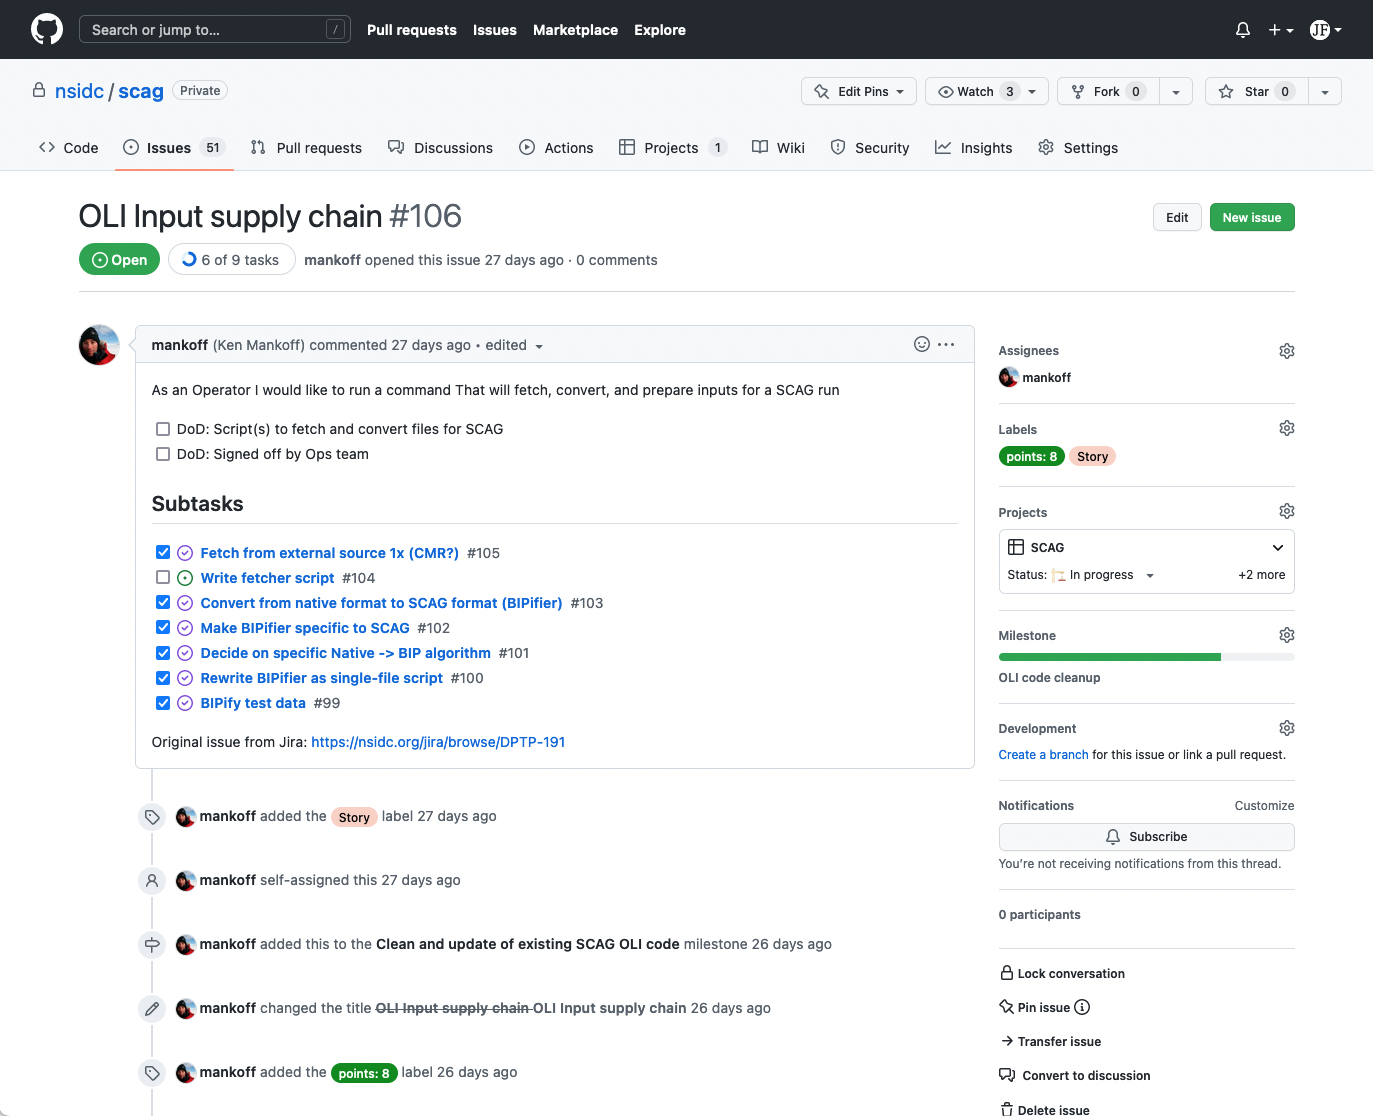 Search or jump to... /
Pull requests Issues Marketplace Explore
JF
nsidc / scag Private
Edit Pins Watch 3 Fork 0 Star 0
Code Issues 51 Pull requests Discussions Actions Projects 1 Wiki Security Insights Settings
OLI Input supply chain #106
Edit New issue
Open 6 of 9 tasks mankoff opened this issue 27 days ago · 0 comments
mankoff (Ken Mankoff) commented 27 days ago • edited
As an Operator I would like to run a command That will fetch, convert, and prepare inputs for a SCAG run
DoD: Script(s) to fetch and convert files for SCAG
DoD: Signed off by Ops team
Subtasks
Fetch from external source 1x (CMR?) #105
Write fetcher script #104
Convert from native format to SCAG format (BIPifier) #103
Make BIPifier specific to SCAG #102
Decide on specific Native -> BIP algorithm #101
Rewrite BIPifier as single-file script #100
BIPify test data #99
Original issue from Jira: https://nsidc.org/jira/browse/DPTP-191
mankoff added the Story label 27 days ago
mankoff self-assigned this 27 days ago
mankoff added this to the Clean and update of existing SCAG OLI code milestone 26 days ago
mankoff changed the title OLI Input supply chain OLI Input supply chain 26 days ago
mankoff added the points: 8 label 26 days ago
Assignees
mankoff
Labels
points: 8 Story
Projects
SCAG
Status: In progress +2 more
Milestone
OLI code cleanup
Development
Create a branch for this issue or link a pull request.
Notifications Customize
Subscribe
You're not receiving notifications from this thread.
0 participants
Lock conversation
Pin issue
Transfer issue
Convert to discussion
Delete issue